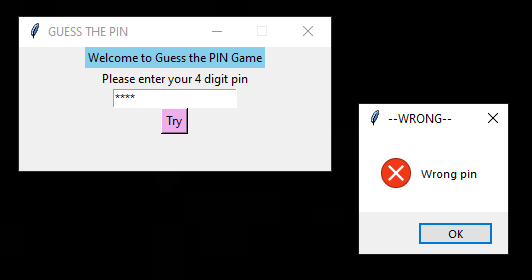 GUESS THE PIN
Welcome to Guess the PIN Game
Please enter your 4 digit pin
****
Try
--WRONG--
Wrong pin
OK